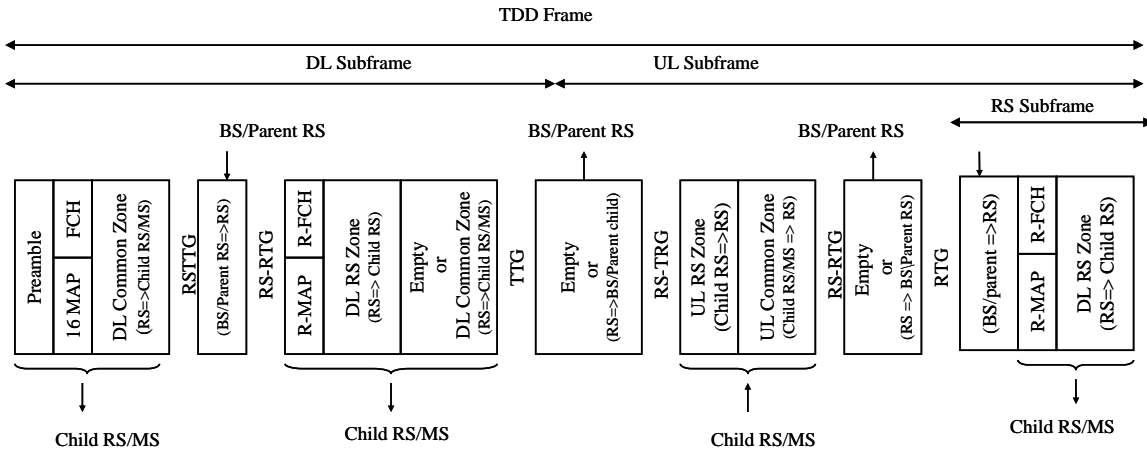 TDD Frame
DL Subframe
UL Subframe
RS Subframe
BS/Parent RS
BS/Parent RS
BS/Parent RS
Preamble
FCH
16 MAP
DL Common Zone
(RS=>Child RS/MS)
RSTTG
(BS/Parent RS=>RS)
RS-RTG
R-FCH
R-MAP
DL RS Zone
(RS=> Child RS)
Empty
or
DL Common Zone
(RS=>Child RS/MS)
TTG
Empty
or
(RS=>BS/Parent child)
RS-TRG
UL RS Zone
(Child RS=>RS)
UL Common Zone
(Child RS/MS => RS)
RS-RTG
Empty
or
(RS => BS\Parent RS)
RTG
(BS/parent =>RS)
R-FCH
R-MAP
DL RS Zone
(RS=> Child RS)
Child RS/MS
Child RS/MS
Child RS/MS
Child RS/MS